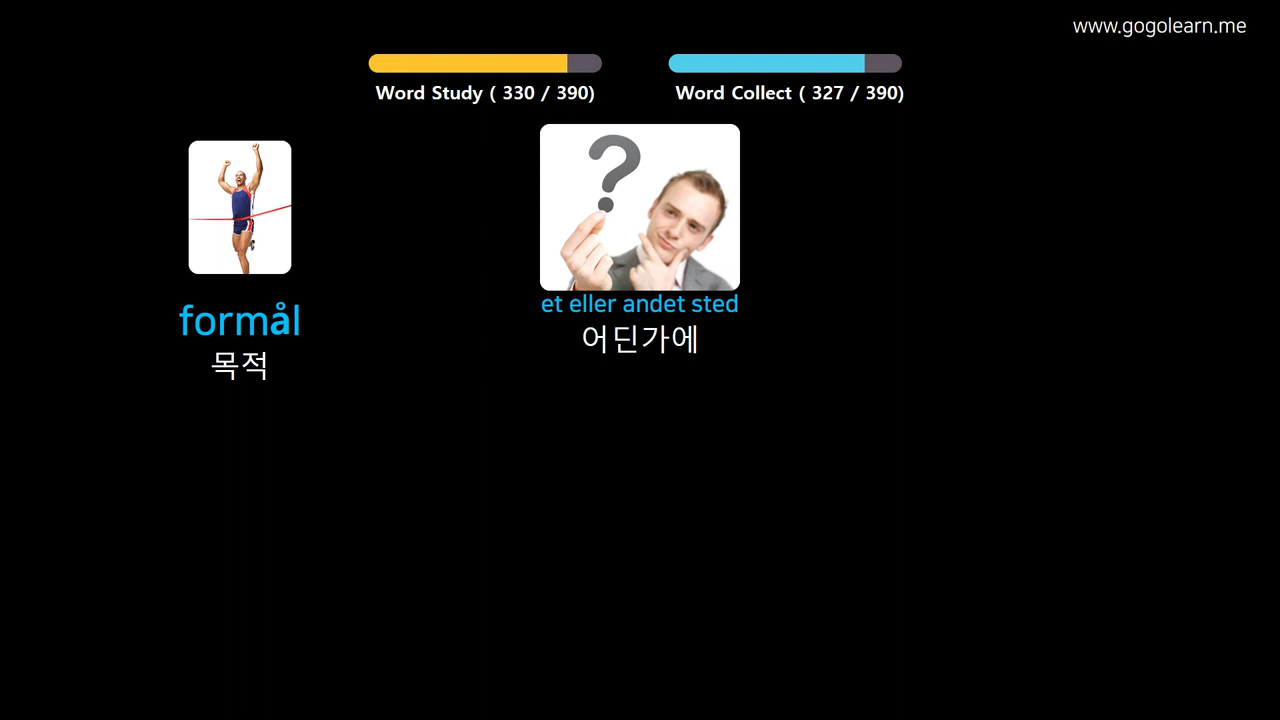 www.gogolearn.me
Word Study ( 330 / 390)
Word Collect ( 327 / 390)
formål
목적
et eller andet sted
어딘가에